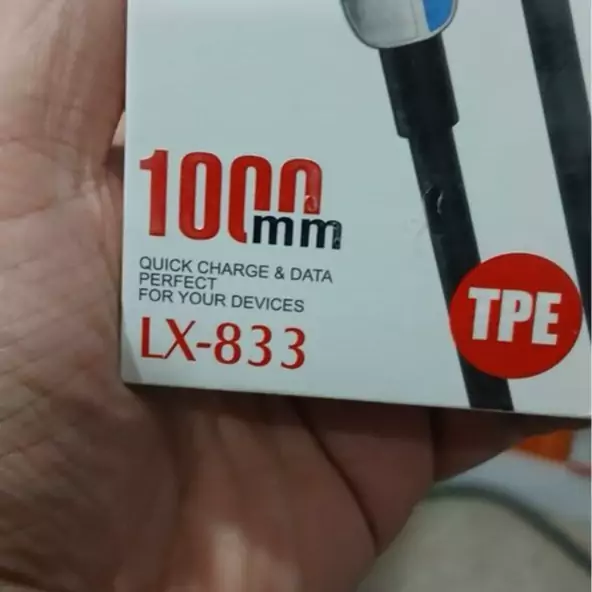 1000mm
QUICK CHARGE & DATA
PERFECT
FOR YOUR DEVICES
LX-833
TPE